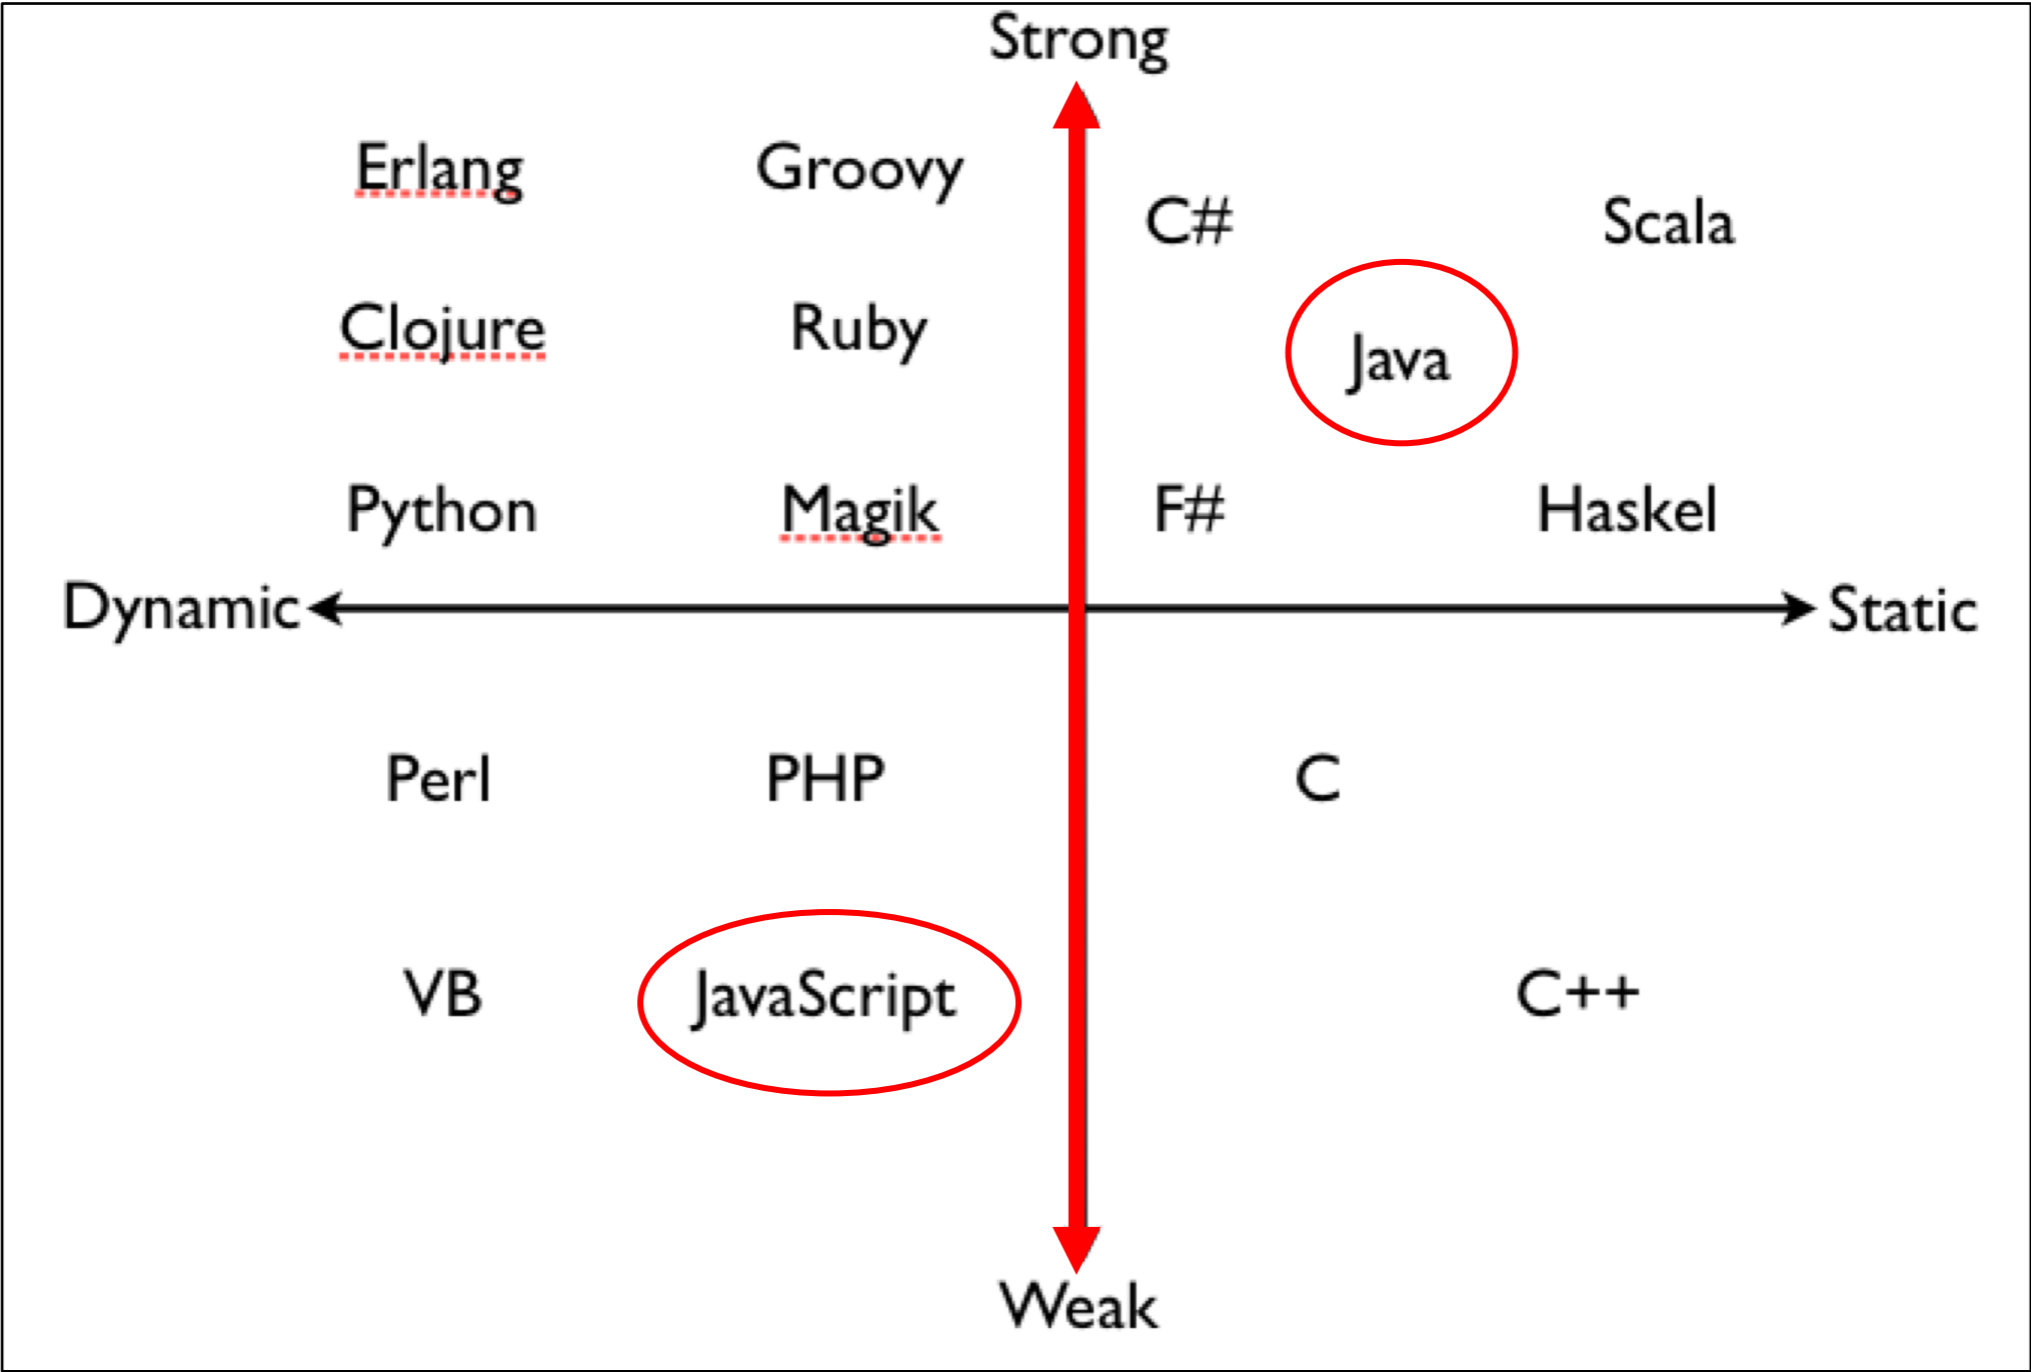 Strong
Erlang Groovy
C# Scala
Clojure Ruby
Java
Python Magik F# Haskel
Dynamic Static
Perl PHP C
VB JavaScript C++
Weak